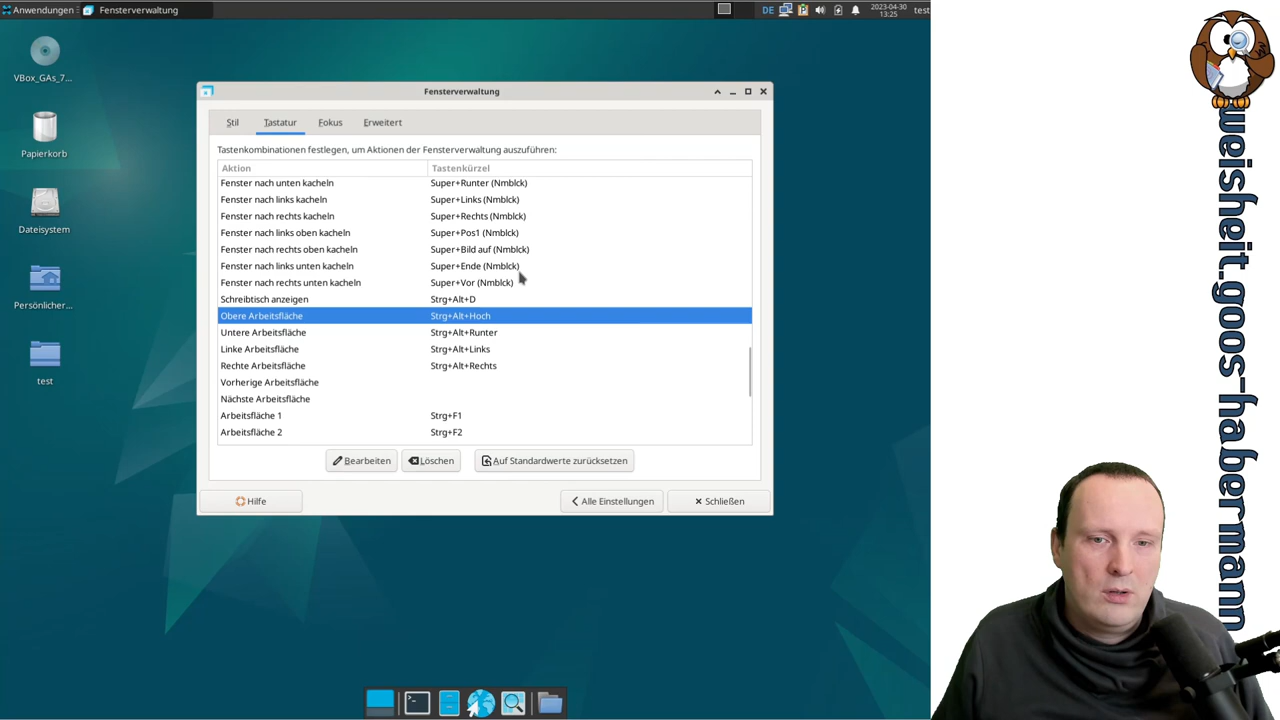 Anwendungen
Fensterverwaltung
DE
2023-04-30
13:25
test
VBox_GAs_7...
Papierkorb
Dateisystem
Persönlicher...
test
Fensterverwaltung
Stil
Tastatur
Fokus
Erweitert
Tastenkombinationen festlegen, um Aktionen der Fensterverwaltung auszuführen:
Aktion Tastenkürzel
Fenster nach unten kacheln Super+Runter (Nmblck)
Fenster nach links kacheln Super+Links (Nmblck)
Fenster nach rechts kacheln Super+Rechts (Nmblck)
Fenster nach links oben kacheln Super+Pos1 (Nmblck)
Fenster nach rechts oben kacheln Super+Bild auf (Nmblck)
Fenster nach links unten kacheln Super+Ende (Nmblck)
Fenster nach rechts unten kacheln Super+Vor (Nmblck)
Schreibtisch anzeigen Strg+Alt+D
Obere Arbeitsfläche Strg+Alt+Hoch
Untere Arbeitsfläche Strg+Alt+Runter
Linke Arbeitsfläche Strg+Alt+Links
Rechte Arbeitsfläche Strg+Alt+Rechts
Vorherige Arbeitsfläche
Nächste Arbeitsfläche
Arbeitsfläche 1 Strg+F1
Arbeitsfläche 2 Strg+F2
Bearbeiten
Löschen
Auf Standardwerte zurücksetzen
Hilfe
Alle Einstellungen
Schließen
weisheit.goos-habermann